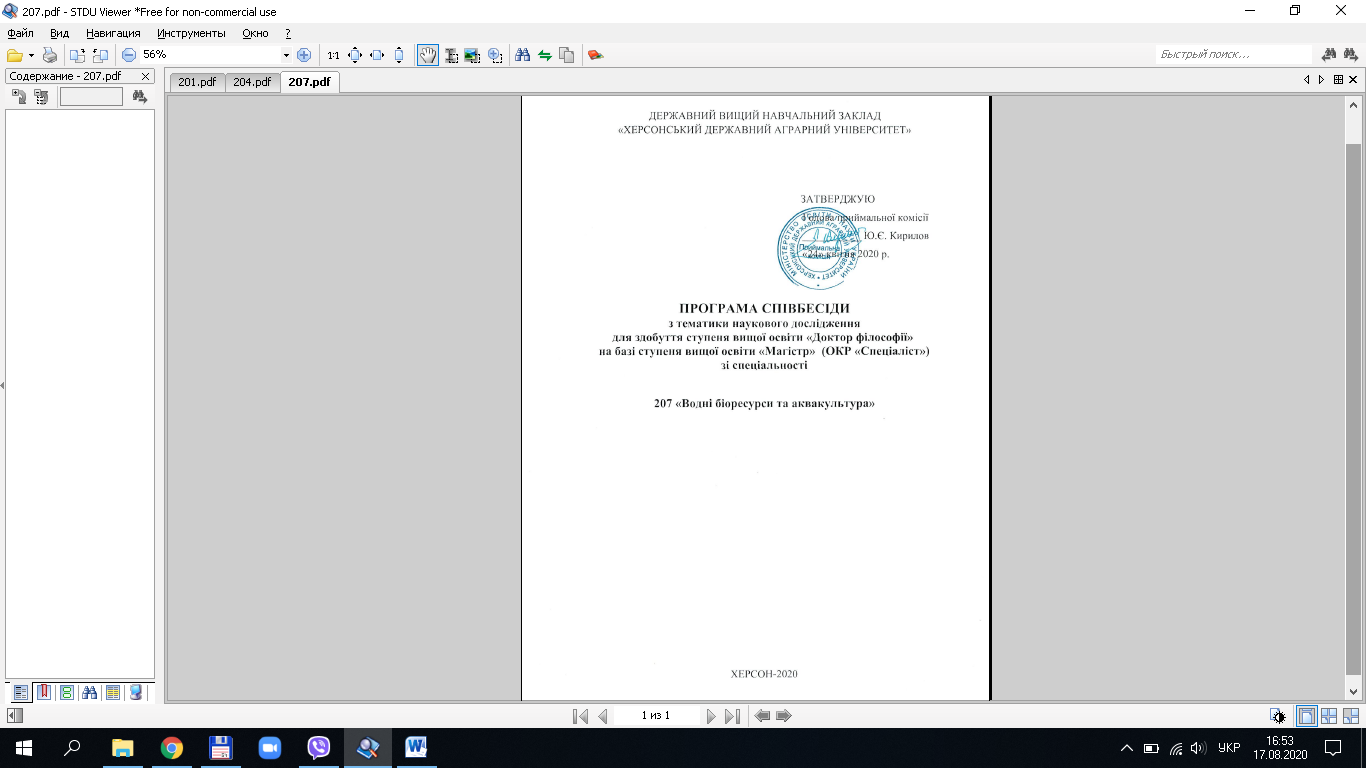 207.pdf - STDU Viewer *Free for non-commercial use
Файл Вид Навигация Инструменты Окно ?
56%
1:1
Быстрый поиск...
Содержание - 207.pdf
201.pdf 204.pdf 207.pdf
ДЕРЖАВНИЙ ВИЩИЙ НАВЧАЛЬНИЙ ЗАКЛАД
«ХЕРСОНСЬКИЙ ДЕРЖАВНИЙ АГРАРНИЙ УНІВЕРСИТЕТ»
ЗАТВЕРДЖУЮ
Голова приймальної комісії
Ю.Є. Кирилов
квітня 2020 р.
Приймальна
комісія
ПРОГРАМА СПІВБЕСІДИ
з тематики наукового дослідження
для здобуття ступеня вищої освіти «Доктор філософії»
на базі ступеня вищої освіти «Магістр» (ОКР «Спеціаліст»)
зі спеціальності
207 «Водні біоресурси та аквакультура»
ХЕРСОН-2020
1 из 1
УКР
16:53
17.08.2020